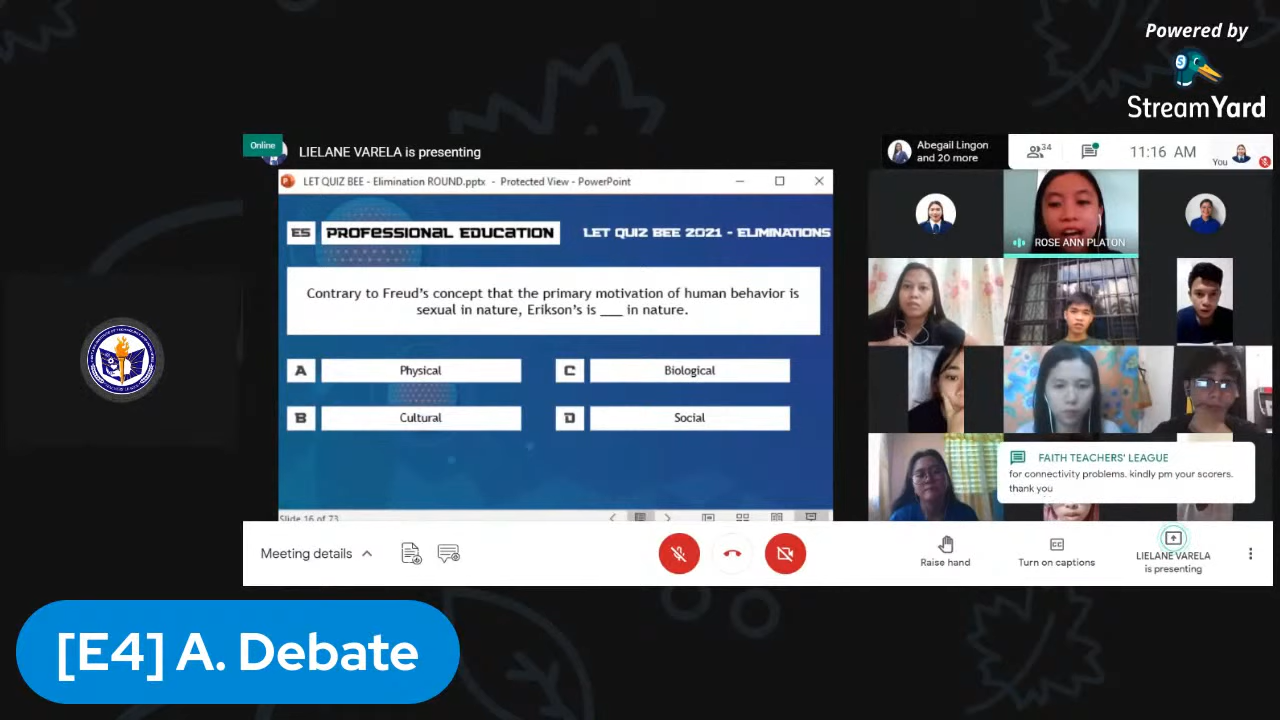 Powered by
StreamYard
Online
LIELANE VARELA is presenting
Abegail Lingon
and 20 more
34
11:16 AM
You
LET QUIZ BEE - Elimination ROUND.pptx - Protected View - PowerPoint
E5
PROFESSIONAL EDUCATION
LET QUIZ BEE 2021 - ELIMINATIONS
Contrary to Freud's concept that the primary motivation of human behavior is
sexual in nature, Erikson's is ___ in nature.
A
Physical
C
Biological
B
Cultural
D
Social
Slide 16 of 73
ROSE ANN PLATON
FAITH TEACHERS' LEAGUE
for connectivity problems. kindly pm your scorers.
thank you
Meeting details
Raise hand
CC
Turn on captions
LIELANE VARELA
is presenting
[E4] A. Debate